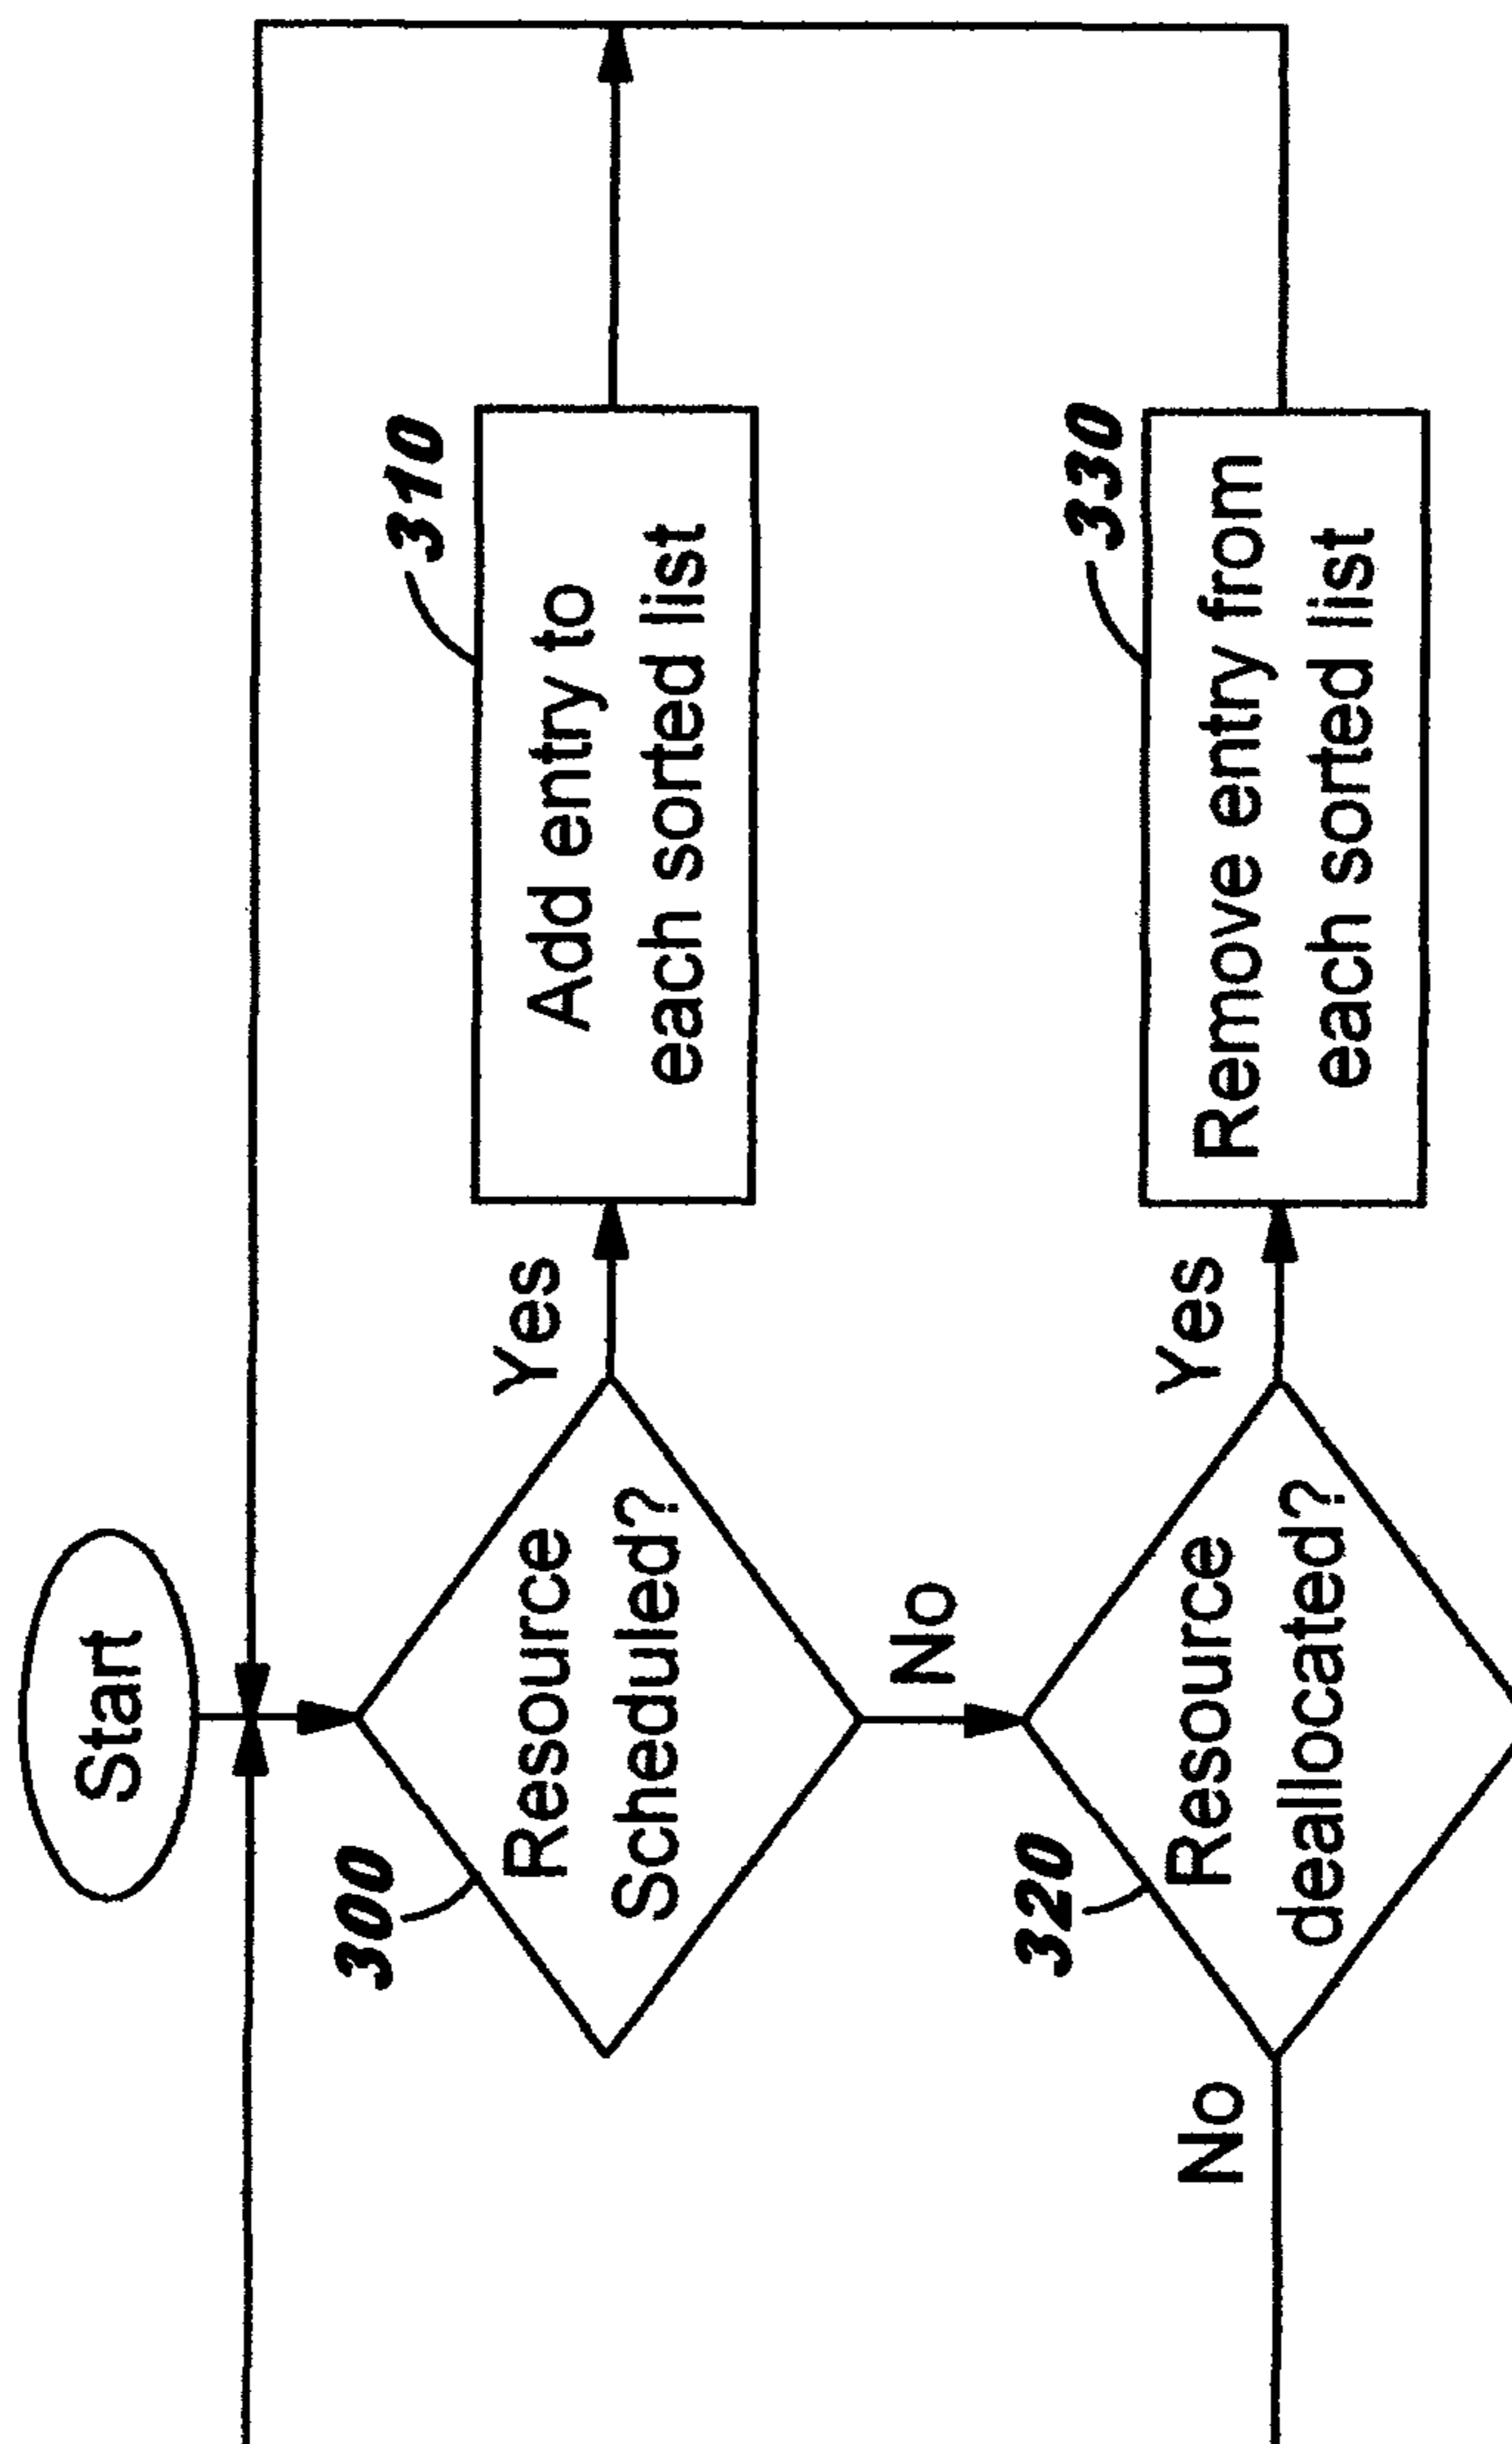 Start
300
Resource
Scheduled?
Yes
310
Add entry to
each sorted list
No
320
Resource
deallocated?
Yes
330
Remove entry from
each sorted list
No